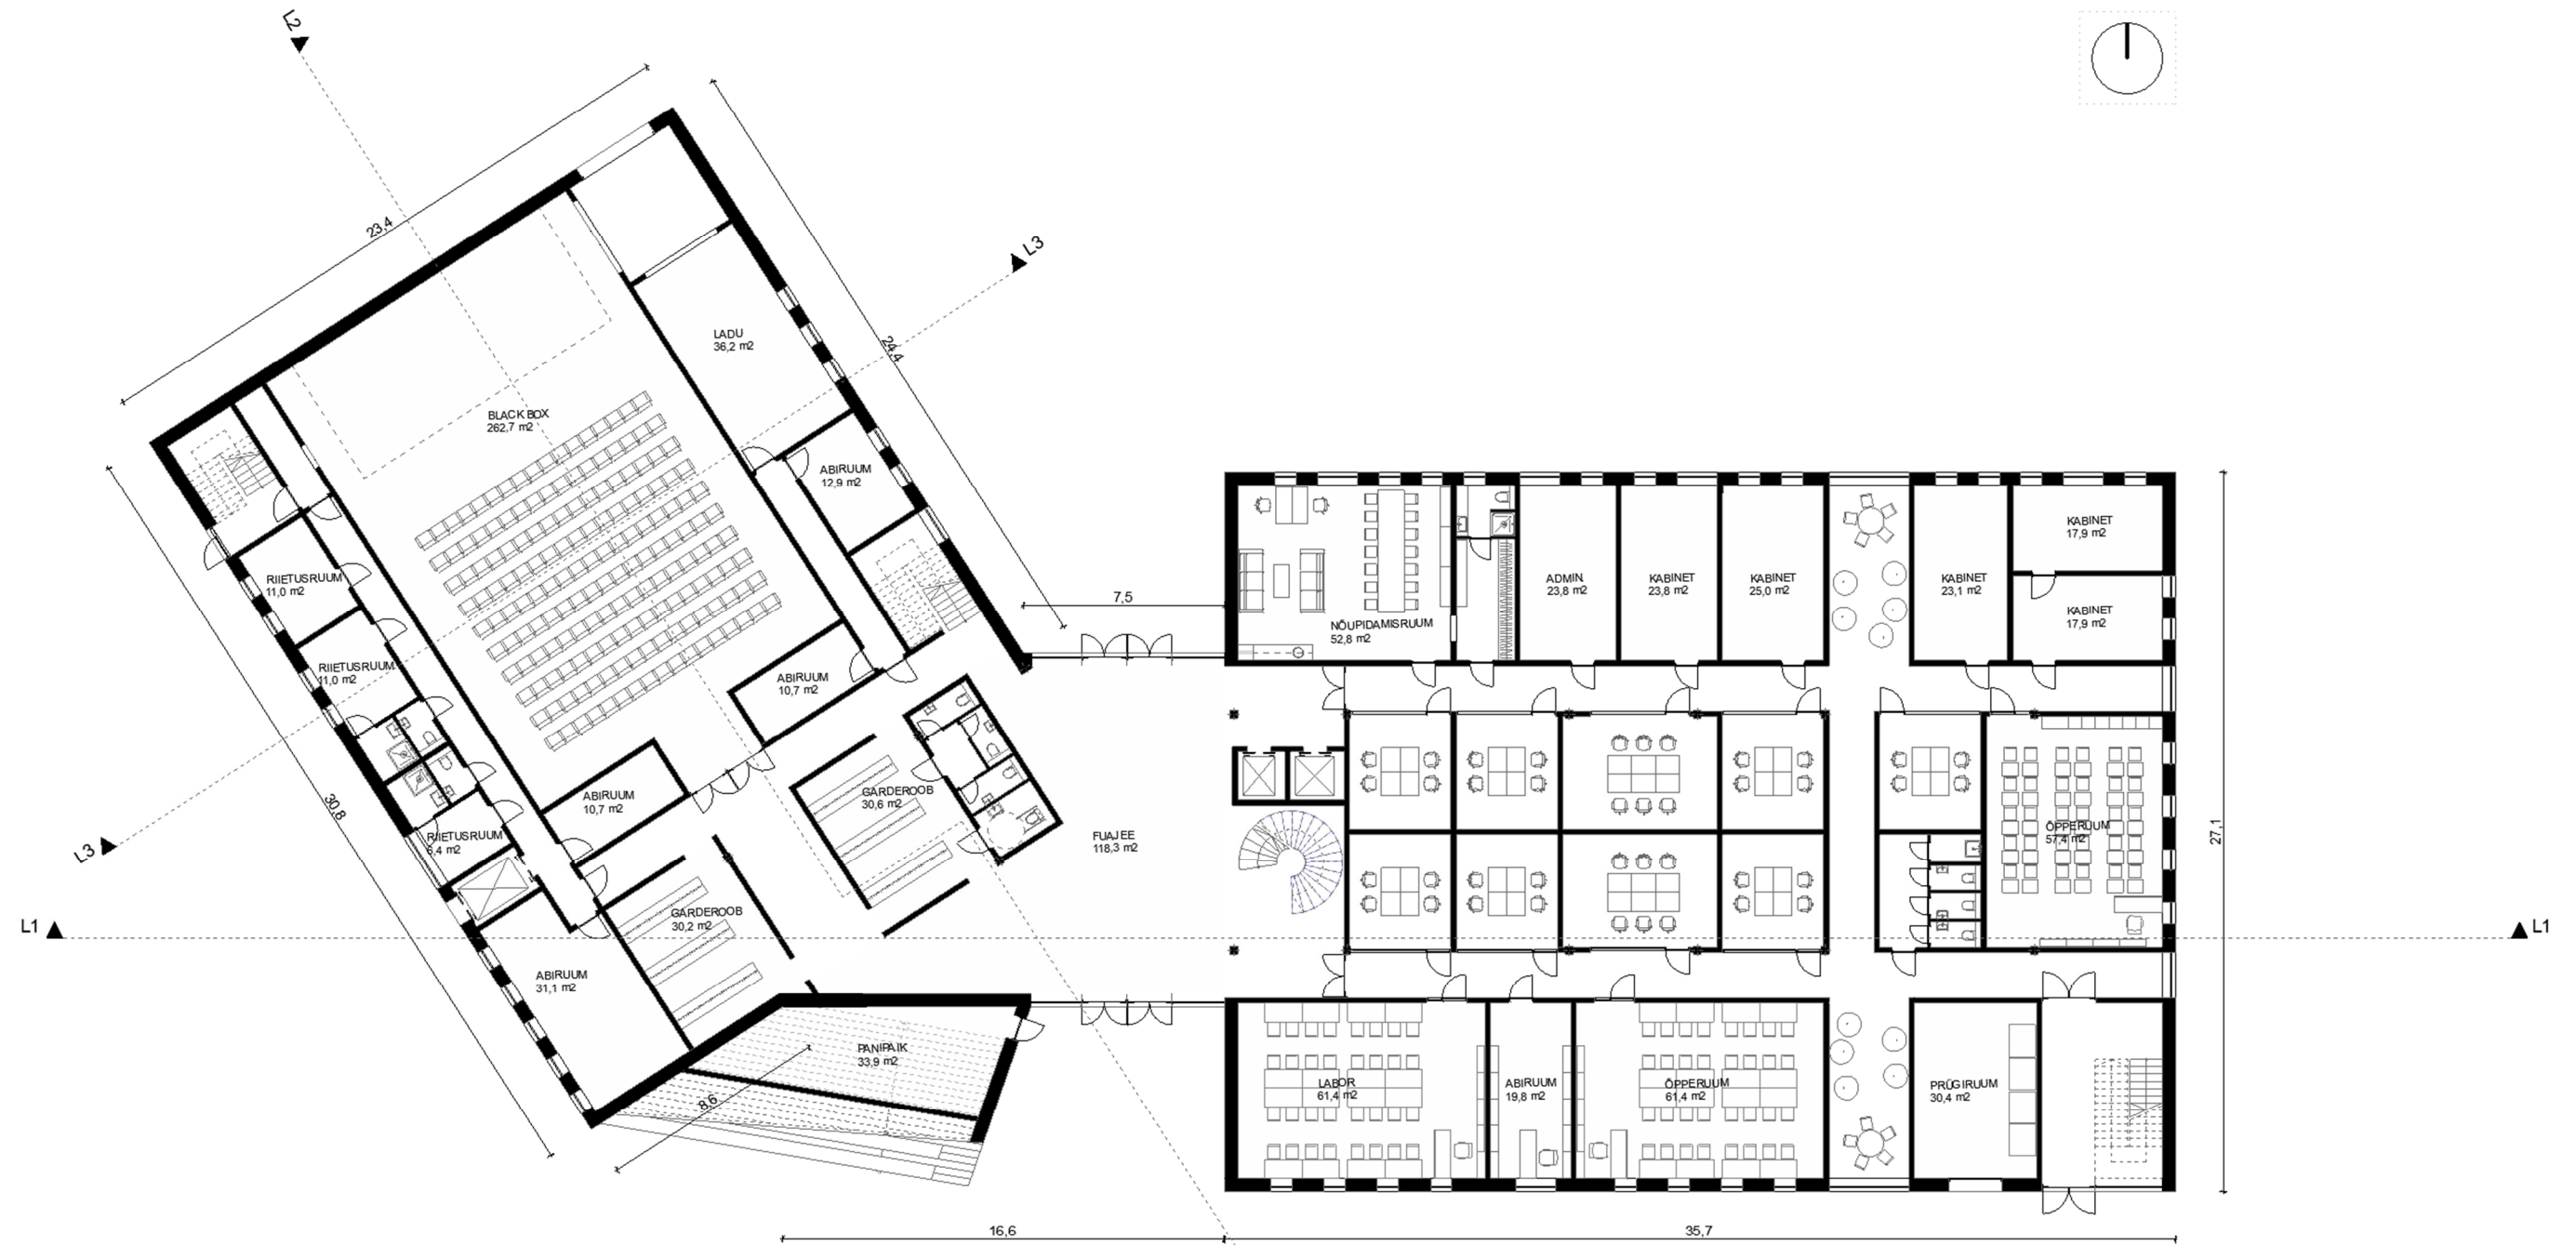 L2
23,4
L3
24,4
LADU
36,2 m2
BLACK BOX
262,7 m2
ABIRUUM
12,9 m2
RIIETUSRUUM
11,0 m2
RIIETUSRUUM
11,0 m2
ABIRUUM
10,7 m2
7,5
NÕUPIDAMISRUUM
52,8 m2
ADMIN.
23,8 m2
KABINET
23,8 m2
KABINET
25,0 m2
KABINET
23,1 m2
KABINET
17,9 m2
KABINET
17,9 m2
ABIRUUM
10,7 m2
GARDEROOB
30,6 m2
30,8
RIIETUSRUUM
6,4 m2
L3
FUAJEE
118,3 m2
ÕPPERUUM
57,4 m2
27,1
L1
GARDEROOB
30,2 m2
L1
ABIRUUM
31,1 m2
PANIPAIK
33,9 m2
8,6
LABOR
61,4 m2
ABIRUUM
19,8 m2
ÕPPERUUM
61,4 m2
PRÜGIRUUM
30,4 m2
16,6
35,7